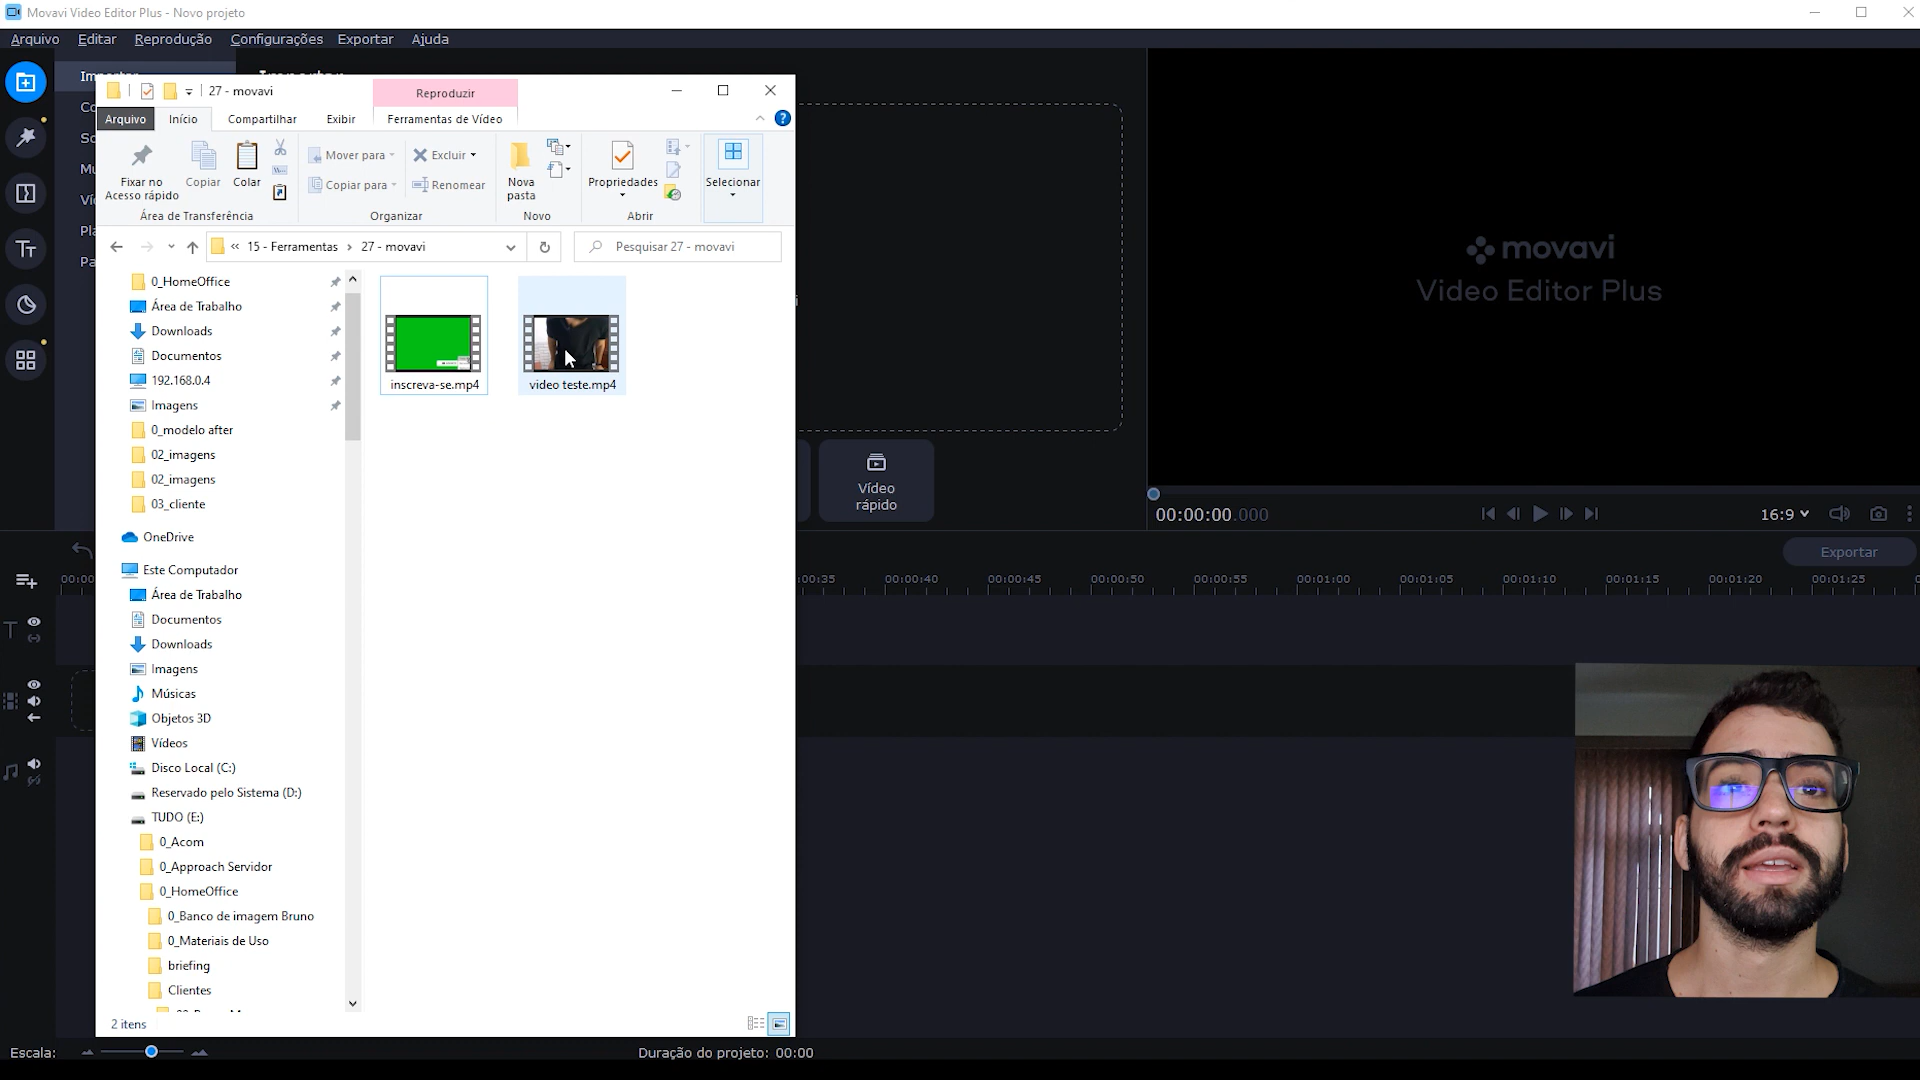 Movavi Video Editor Plus - Novo projeto
Arquivo Editar Reprodução Configurações Exportar Ajuda
27 - movavi
Reproduzir
Arquivo Início Compartilhar Exibir Ferramentas de Vídeo
Fixar no
Acesso rápido
Copiar
Colar
Área de Transferência
Mover para
Copiar para
Excluir
Renomear
Organizar
Nova
pasta
Novo
Propriedades
Abrir
Selecionar
« 15 - Ferramentas › 27 - movavi
Pesquisar 27 - movavi
0_HomeOffice
Área de Trabalho
Downloads
Documentos
192.168.0.4
Imagens
0_modelo after
02_imagens
02_imagens
03_cliente
OneDrive
Este Computador
Área de Trabalho
Documentos
Downloads
Imagens
Músicas
Objetos 3D
Vídeos
Disco Local (C:)
Reservado pelo Sistema (D:)
TUDO (E:)
0_Acom
0_Approach Servidor
0_HomeOffice
0_Banco de imagem Bruno
0_Materiais de Uso
briefing
Clientes
inscreva-se.mp4
video teste.mp4
2 itens
Vídeo
rápido
movavi
Video Editor Plus
00:00:00.000
16:9
Exportar
00:00:40 00:00:45 00:00:50 00:00:55 00:01:00 00:01:05 00:01:10 00:01:15 00:01:20 00:01:25
Escala:
Duração do projeto: 00:00